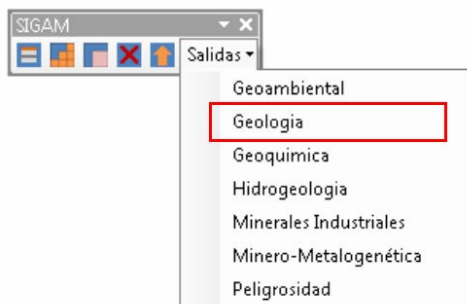 SIGAM
Salidas
Geoambiental
Geologia
Geoquimica
Hidrogeologia
Minerales Industriales
Minero-Metalogenética
Peligrosidad